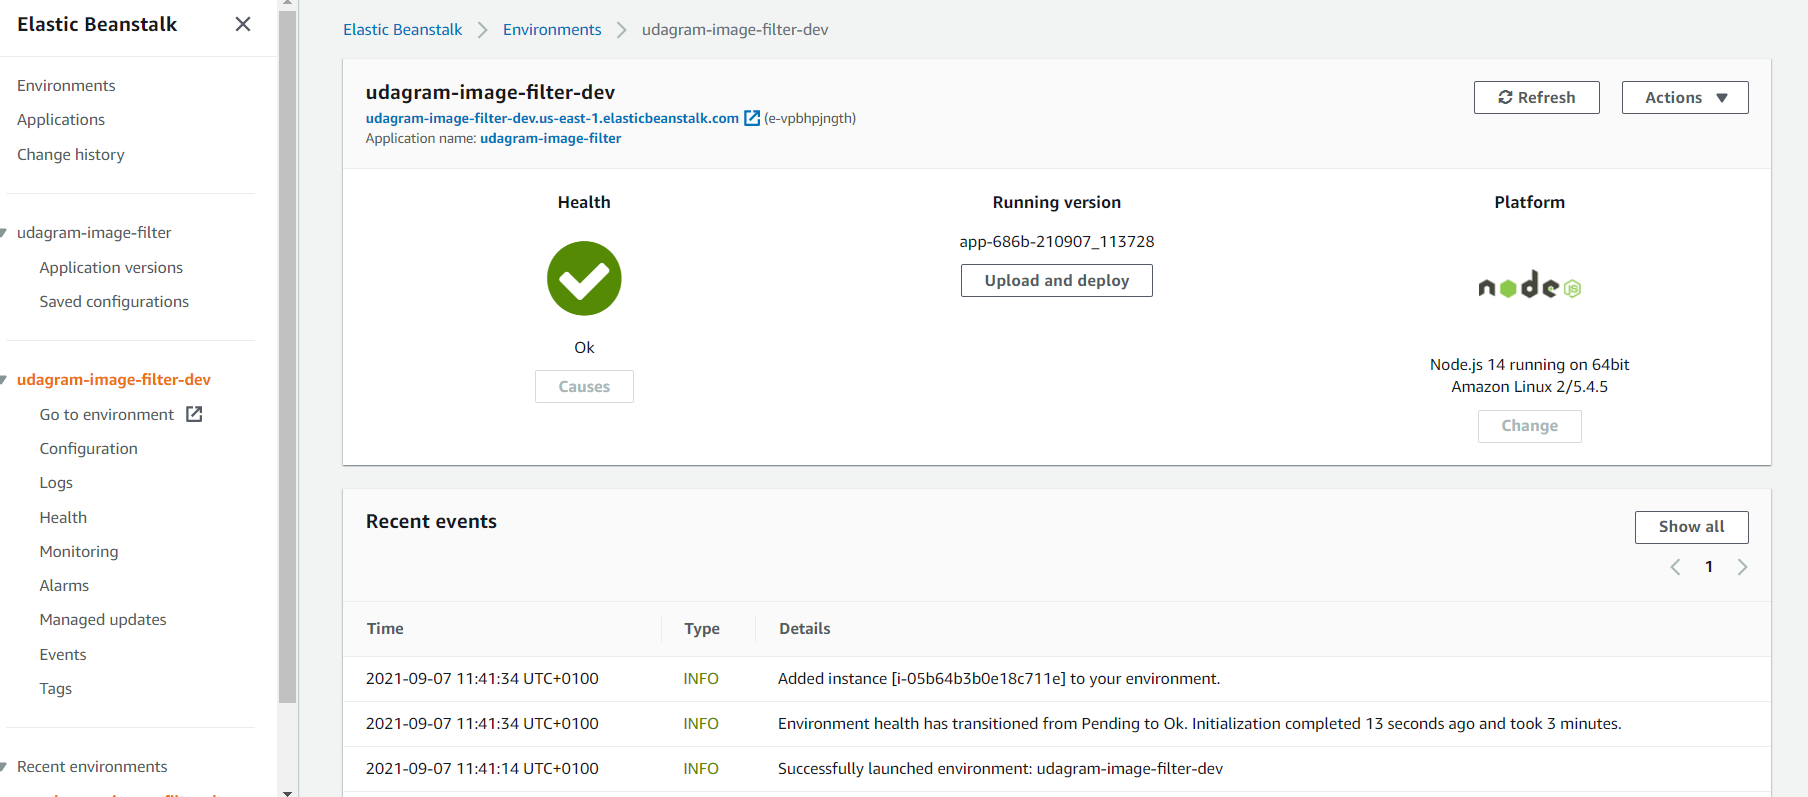 Elastic Beanstalk
Environments
Applications
Change history
udagram-image-filter
Application versions
Saved configurations
udagram-image-filter-dev
Go to environment
Configuration
Logs
Health
Monitoring
Alarms
Managed updates
Events
Tags
Recent environments
Elastic Beanstalk Environments udagram-image-filter-dev
udagram-image-filter-dev
udagram-image-filter-dev.us-east-1.elasticbeanstalk.com (e-vpbhpjngth)
Application name: udagram-image-filter
Refresh
Actions
Health
Ok
Causes
Running version
app-686b-210907_113728
Upload and deploy
Platform
node js
Node.js 14 running on 64bit
Amazon Linux 2/5.4.5
Change
Recent events
Show all
1
Time Type Details
2021-09-07 11:41:34 UTC+0100 INFO Added instance [i-05b64b3b0e18c711e] to your environment.
2021-09-07 11:41:34 UTC+0100 INFO Environment health has transitioned from Pending to Ok. Initialization completed 13 seconds ago and took 3 minutes.
2021-09-07 11:41:14 UTC+0100 INFO Successfully launched environment: udagram-image-filter-dev